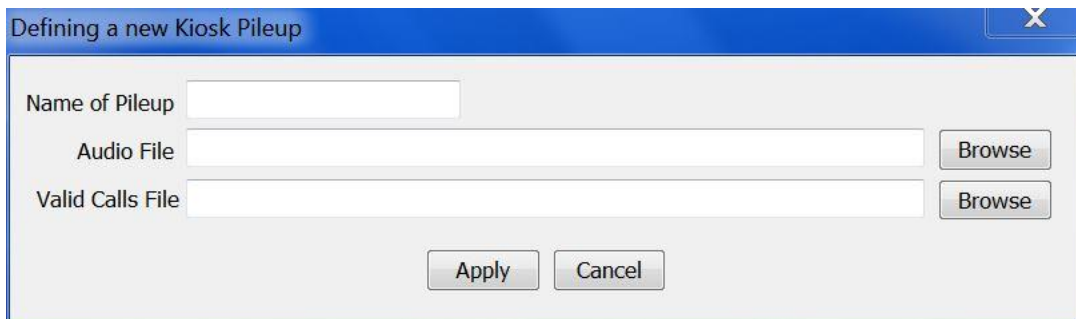 Defining a new Kiosk Pileup X
Name of Pileup
Audio File Browse
Valid Calls File Browse
Apply Cancel